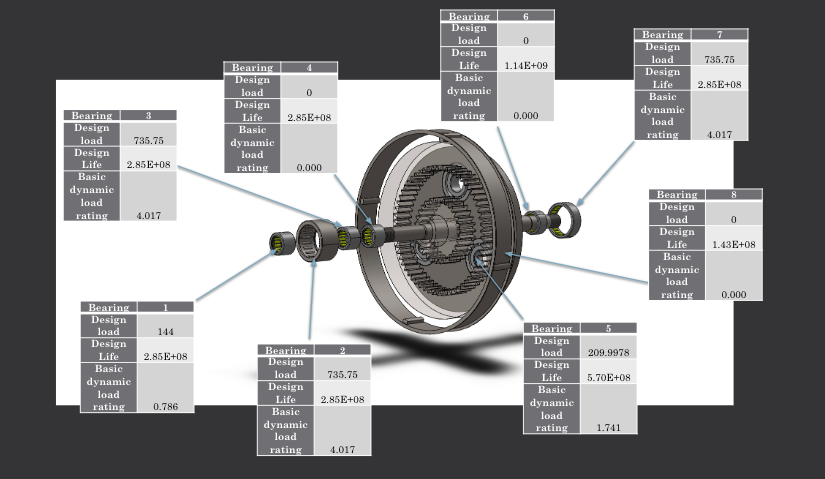 Bearing 6
Design
load 0
Design
Life 1.14E+09
Basic
dynamic
load
rating 0.000
Bearing 7
Design
load 735.75
Design
Life 2.85E+08
Basic
dynamic
load
rating 4.017
Bearing 4
Design
load 0
Design
Life 2.85E+08
Basic
dynamic
load
rating 0.000
Bearing 3
Design
load 735.75
Design
Life 2.85E+08
Basic
dynamic
load
rating 4.017
Bearing 8
Design
load 0
Design
Life 1.43E+08
Basic
dynamic
load
rating 0.000
Bearing 1
Design
load 144
Design
Life 2.85E+08
Basic
dynamic
load
rating 0.786
Bearing 2
Design
load 735.75
Design
Life 2.85E+08
Basic
dynamic
load
rating 4.017
Bearing 5
Design
load 209.9978
Design
Life 5.70E+08
Basic
dynamic
load
rating 1.741